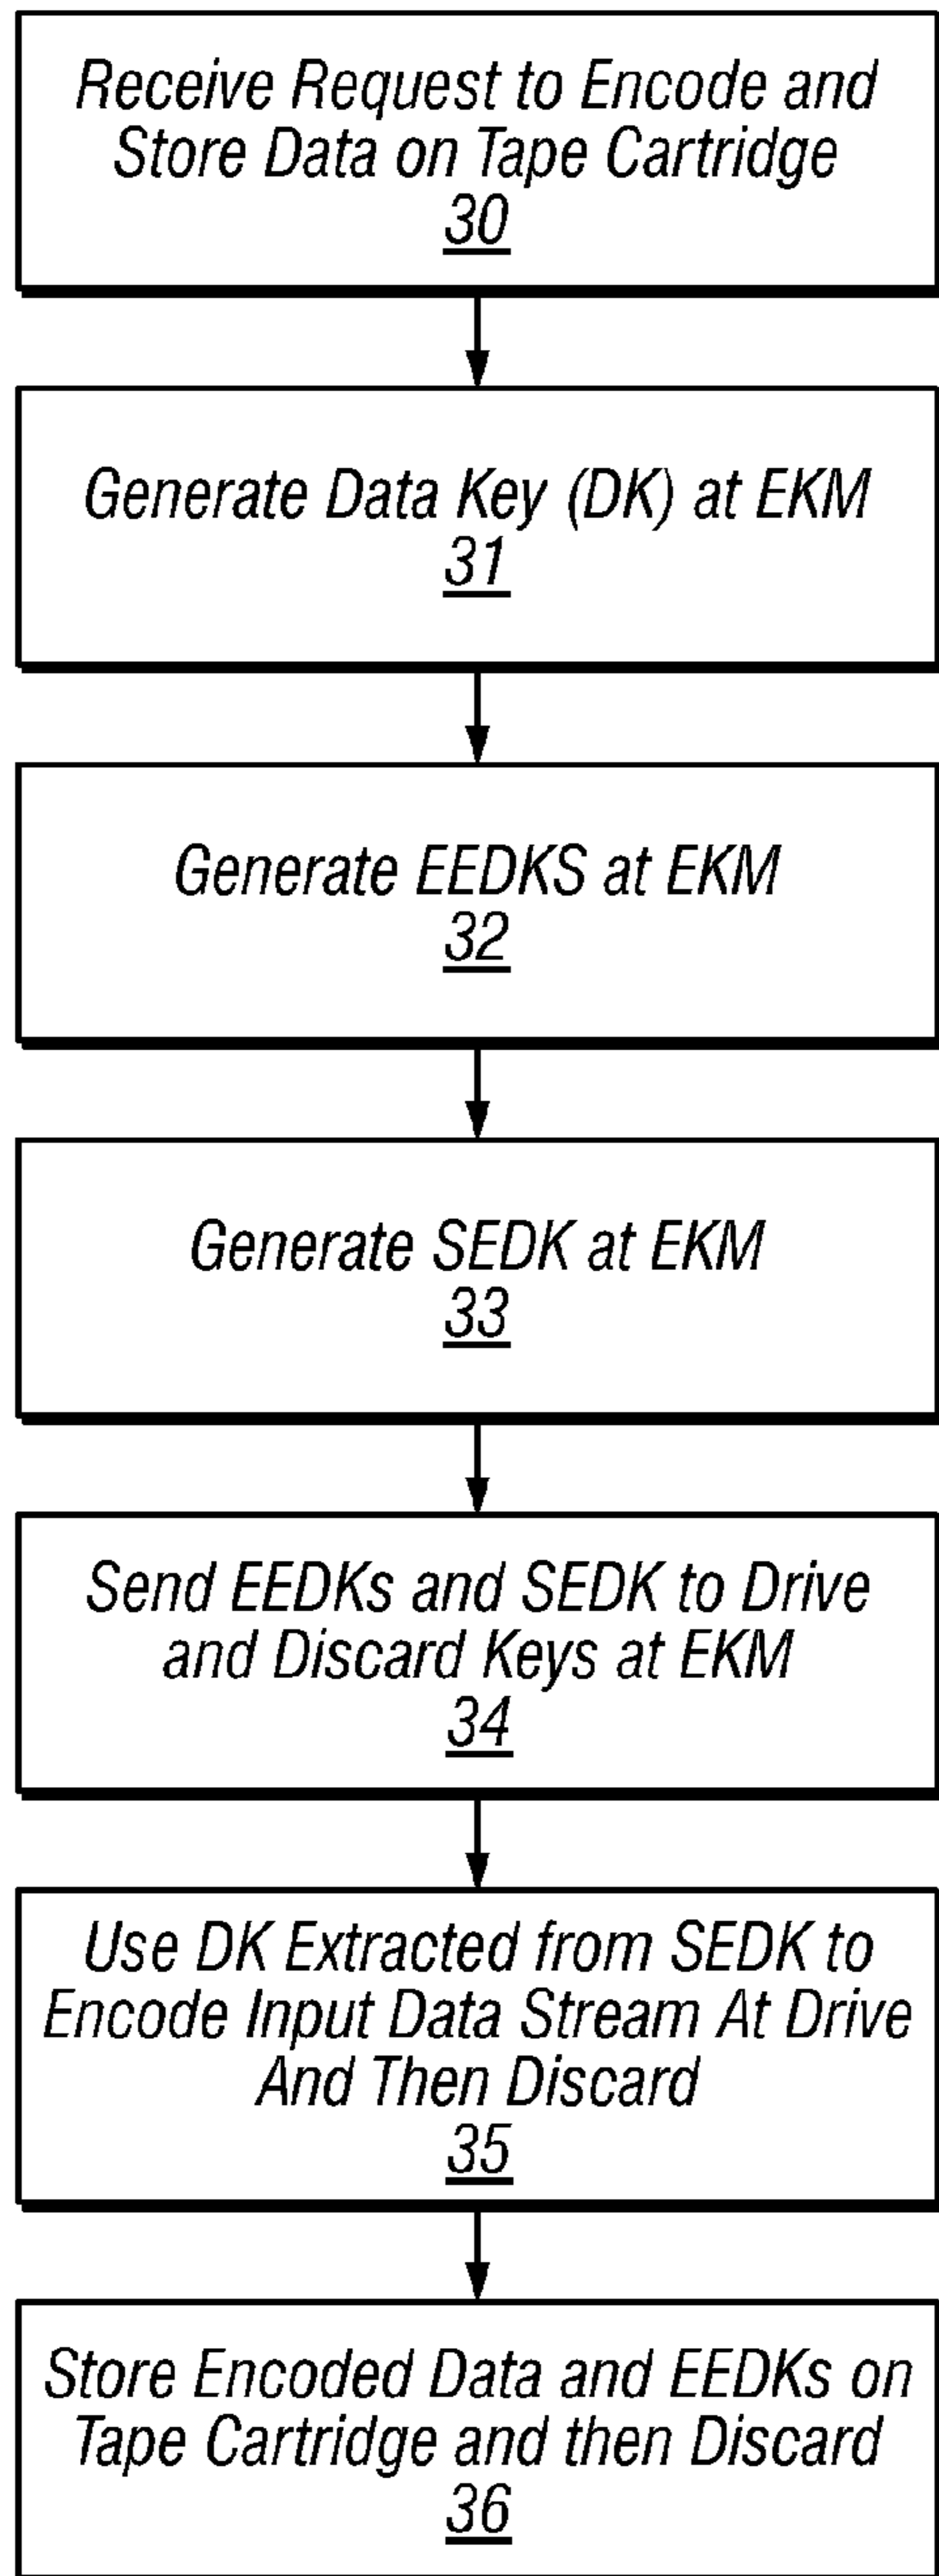 Receive Request to Encode and
Store Data on Tape Cartridge
30
Generate Data Key (DK) at EKM
31
Generate EEDKS at EKM
32
Generate SEDK at EKM
33
Send EEDKs and SEDK to Drive
and Discard Keys at EKM
34
Use DK Extracted from SEDK to
Encode Input Data Stream At Drive
And Then Discard
35
Store Encoded Data and EEDKs on
Tape Cartridge and then Discard
36